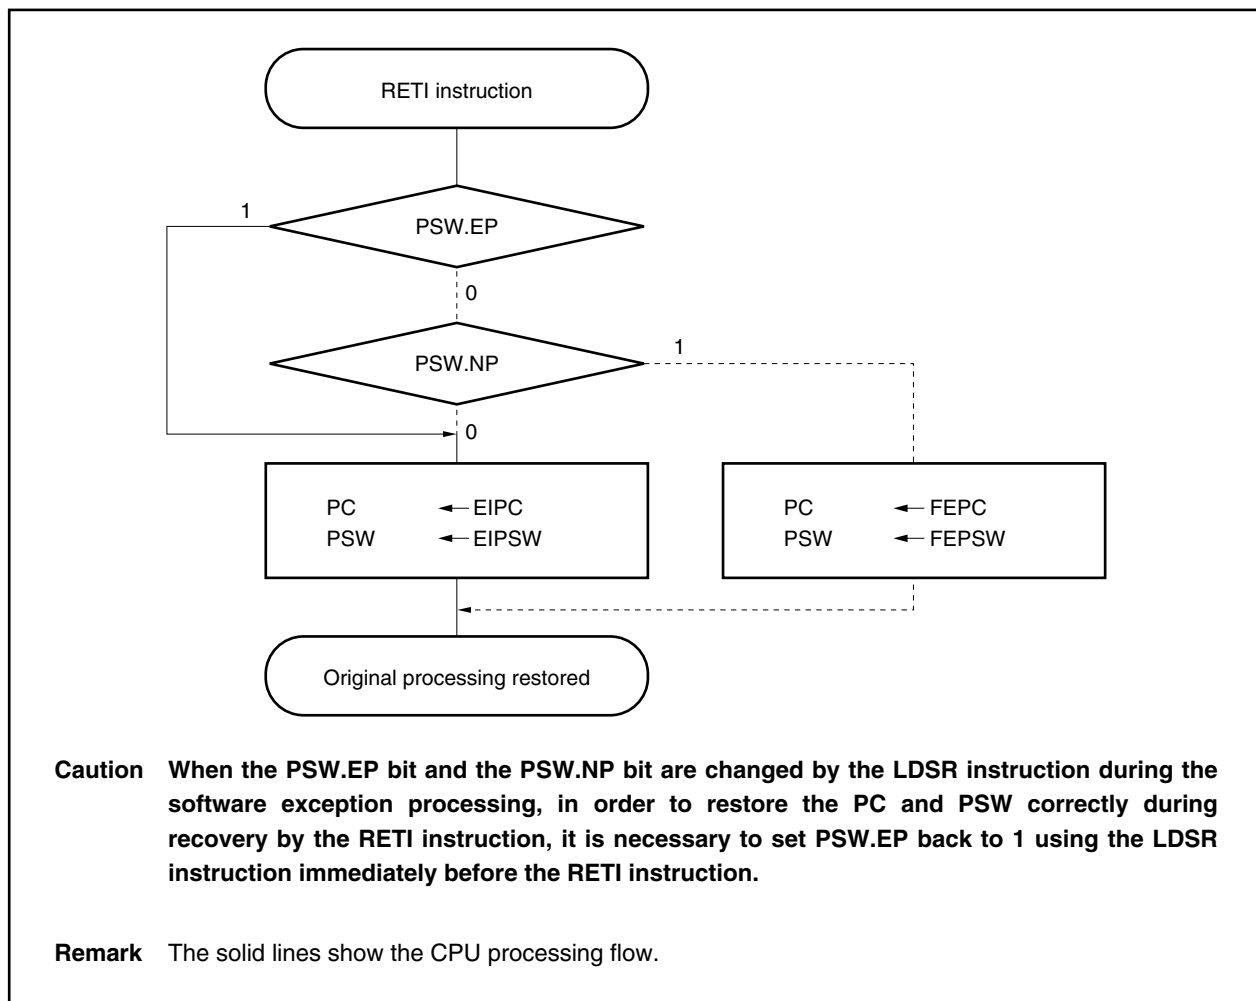 RETI instruction
1
PSW.EP
0
PSW.NP
1
0
PC ← EIPC
PSW ← EIPSW
PC ← FEPC
PSW ← FEPSW
Original processing restored
Caution When the PSW.EP bit and the PSW.NP bit are changed by the LDSR instruction during the
software exception processing, in order to restore the PC and PSW correctly during
recovery by the RETI instruction, it is necessary to set PSW.EP back to 1 using the LDSR
instruction immediately before the RETI instruction.
Remark The solid lines show the CPU processing flow.